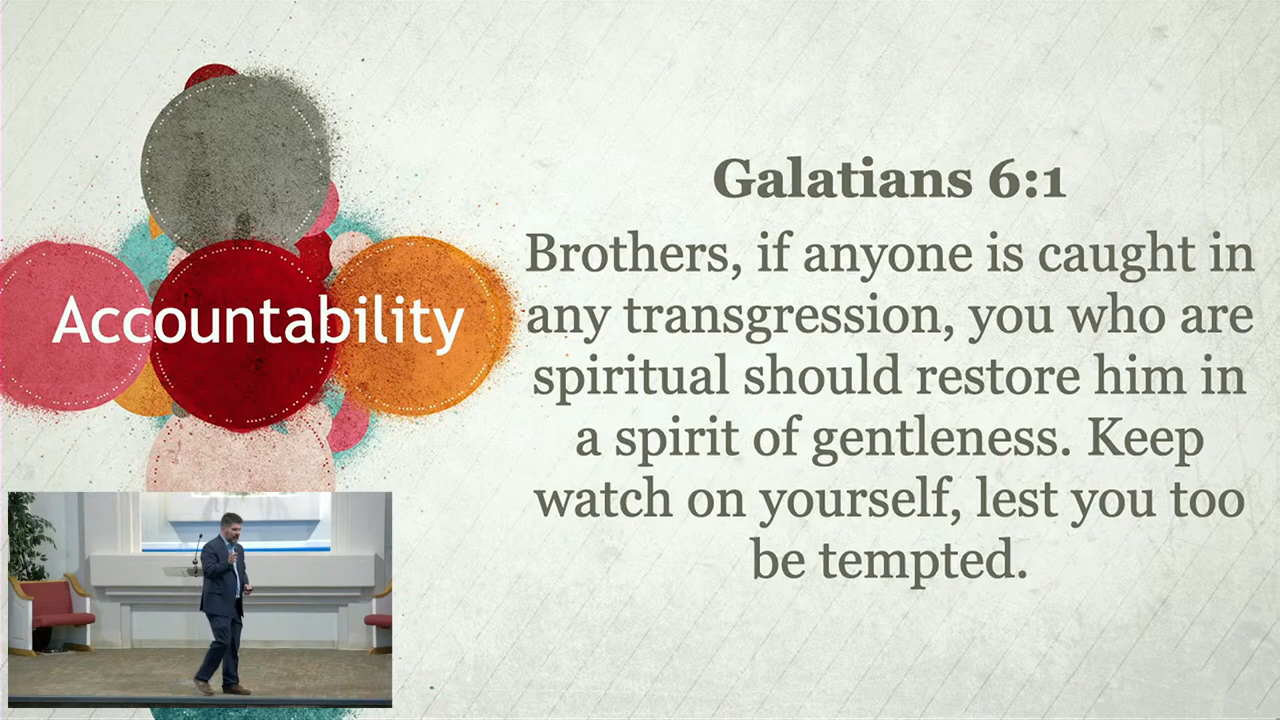 Accountability
Galatians 6:1
Brothers, if anyone is caught in
any transgression, you who are
spiritual should restore him in
a spirit of gentleness. Keep
watch on yourself, lest you too
be tempted.